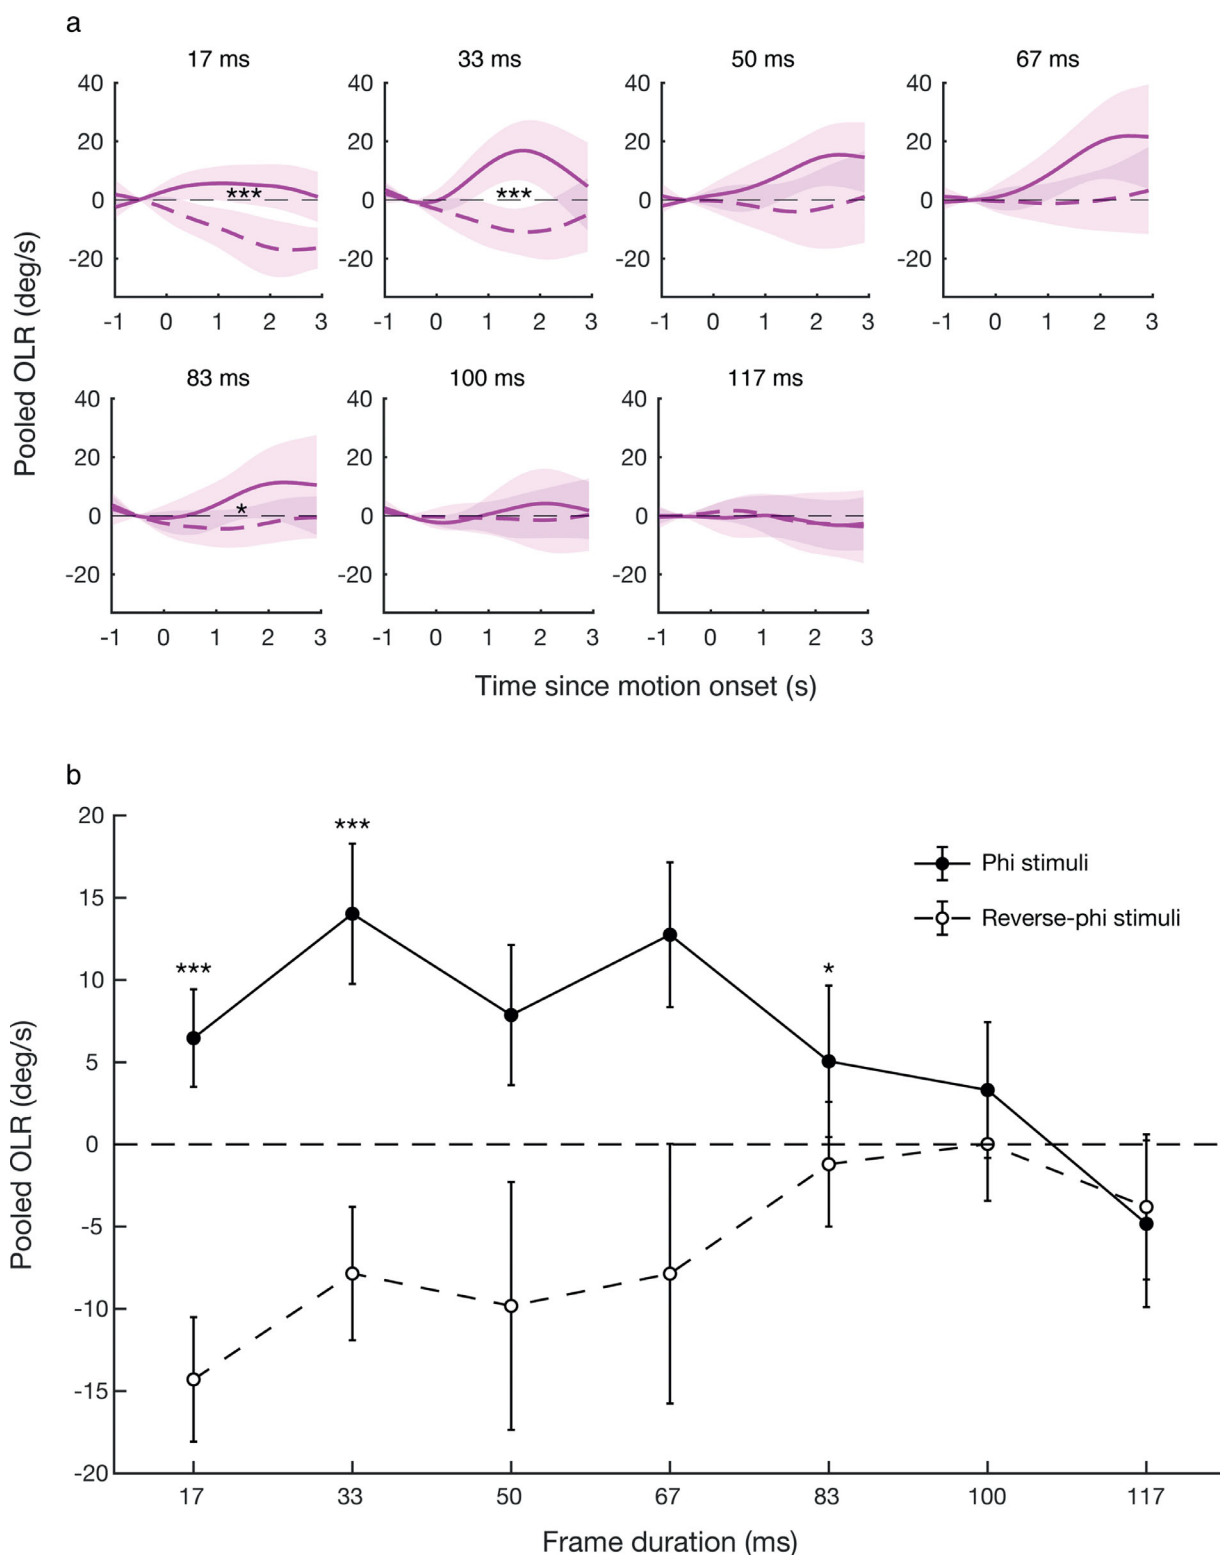 a
17 ms
33 ms
50 ms
67 ms
40
20
0
-20
***
-1 0 1 2 3
40
20
0
-20
***
-1 0 1 2 3
40
20
0
-20
-1 0 1 2 3
40
20
0
-20
-1 0 1 2 3
Pooled OLR (deg/s)
83 ms
100 ms
117 ms
40
20
0
-20
*
-1 0 1 2 3
40
20
0
-20
-1 0 1 2 3
40
20
0
-20
-1 0 1 2 3
Time since motion onset (s)
b
20
15
10
5
0
-5
-10
-15
-20
Pooled OLR (deg/s)
***
***
*
Phi stimuli
Reverse-phi stimuli
17 33 50 67 83 100 117
Frame duration (ms)